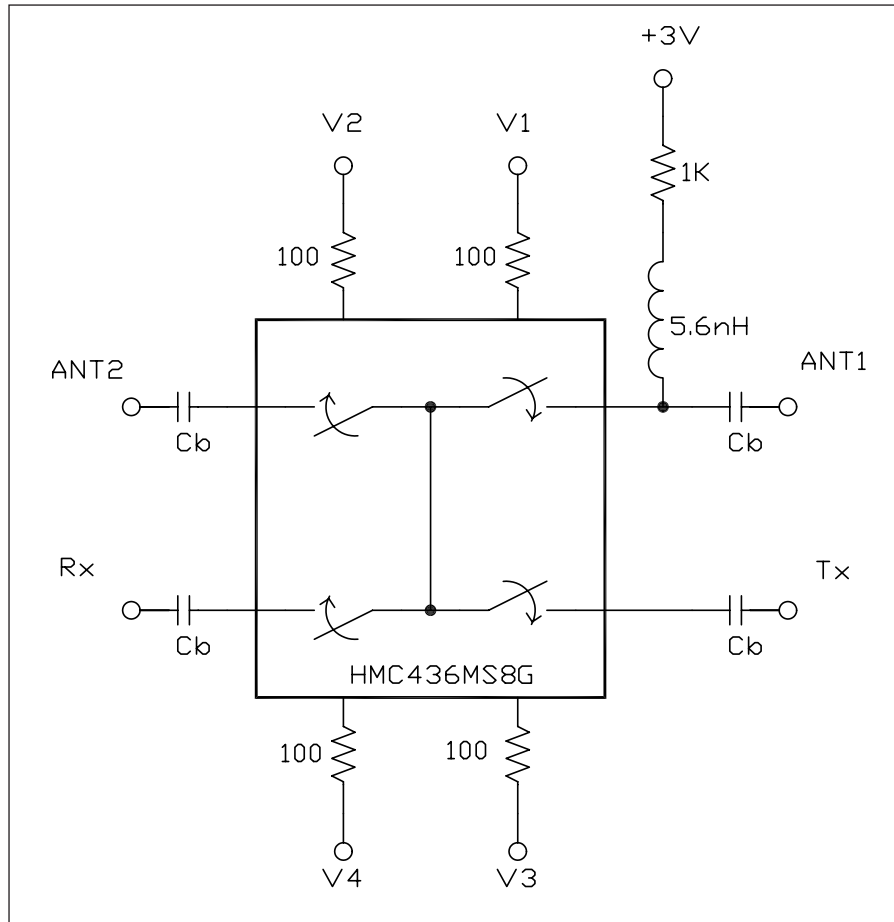 +3V
V2
V1
1K
100
100
5.6nH
ANT2
ANT1
Cb
Cb
Rx
Tx
Cb
Cb
HMC436MS8G
100
100
V4
V3